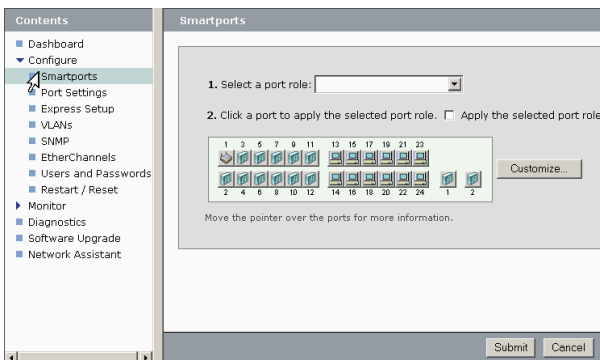 Contents
Dashboard
Configure
Smartports
Port Settings
Express Setup
VLANs
SNMP
EtherChannels
Users and Passwords
Restart / Reset
Monitor
Diagnostics
Software Upgrade
Network Assistant
Smartports
1. Select a port role:
2. Click a port to apply the selected port role. Apply the selected port role
1 3 5 7 9 11 13 15 17 19 21 23
2 4 6 8 10 12 14 16 18 20 22 24 1 2
Customize...
Move the pointer over the ports for more information.
Submit Cancel